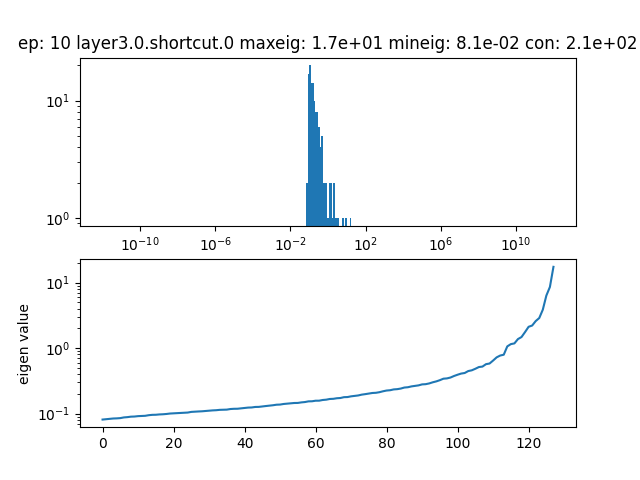 ep: 10 layer3.0.shortcut.0 maxeig: 1.7e+01 mineig: 8.1e-02 con: 2.1e+02
10¹
10⁰
10⁻¹⁰ 10⁻⁶ 10⁻² 10² 10⁶ 10¹⁰
eigen value
10¹
10⁰
10⁻¹
0 20 40 60 80 100 120